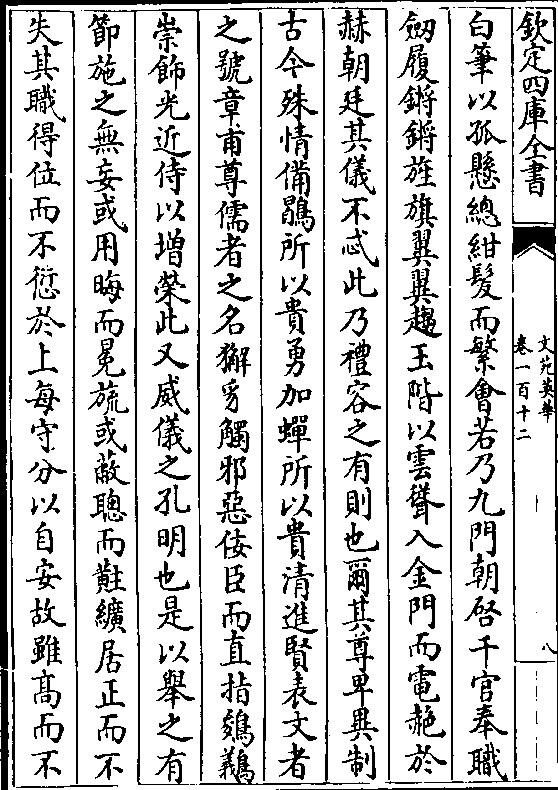 欽定四庫全書
文苑英華
卷一百十二
八
白筆以孤懸總紺髮而繁會若乃九門朝啓千官奉職
劒履鏘鏘旌旗翼翼趨玉階以雲聳入金門而電赩於
赫朝廷其儀不忒此乃禮容之有則也爾其尊卑異制
古今殊情備鶡所以貴勇加蟬所以貴清進賢表文者
之號章甫尊儒者之名獬豸觸邪惡佞臣而直指鵕鸃
崇飾光近侍以增榮此又威儀之孔明也是以舉之有
節施之無妄或用晦而冕旒或蔽聰而黈纊居正而不
失其職得位而不愆於上每守分以自安故雖高而不